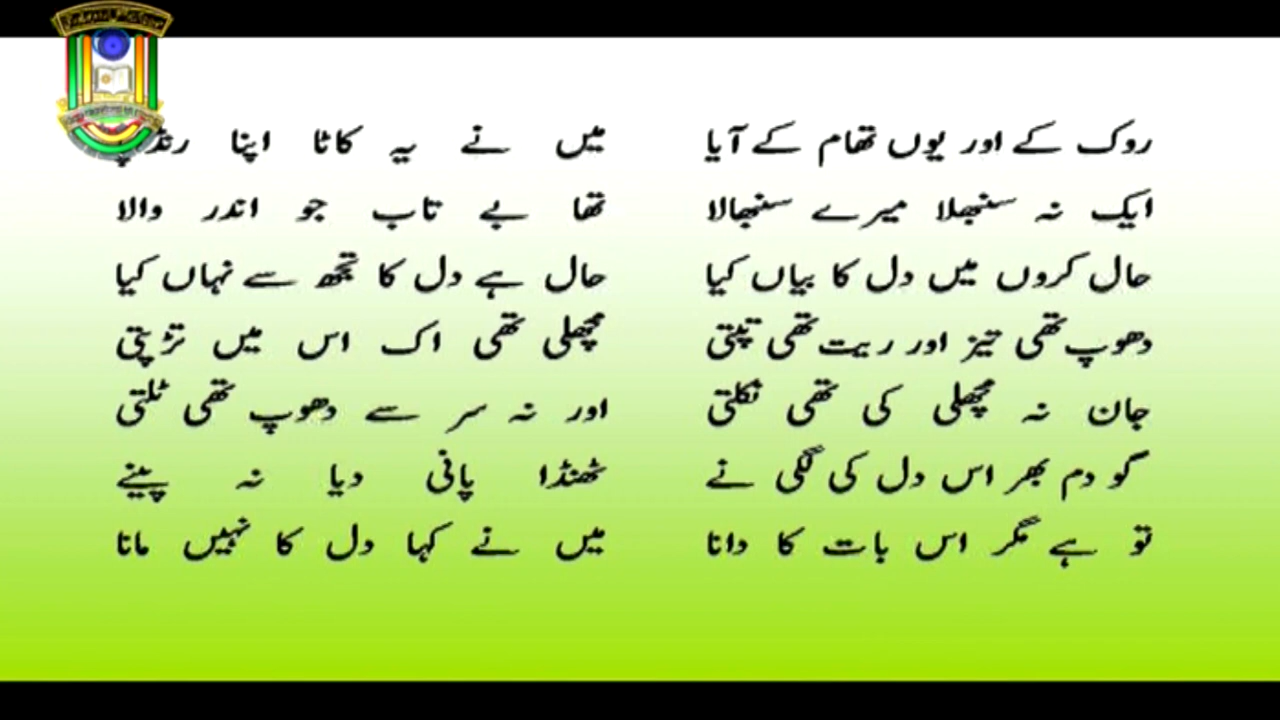 روک کے اور یوں تھام کے آیا میں نے یہ کاٹا اپنا
ایک نہ سنبھلا میرے سنبھالا تھا بے تاب جو اندر والا
حال کروں میں دل کا بیاں کیا حال ہے دل کا تجھ سے نہاں کیا
دھوپ تھی تیز اور ریت تھی تپتی مچھلی تھی اک اس میں تڑپتی
جان نہ مچھلی کی تھی نکلتی اور نہ سر سے دھوپ تھی ٹلتی
گو دم بھر اس دل کی لگی نے ٹھنڈا پانی دیا نہ پینے
تو ہے مگر اس بات کا دانا میں نے کہا دل کا نہیں مانا